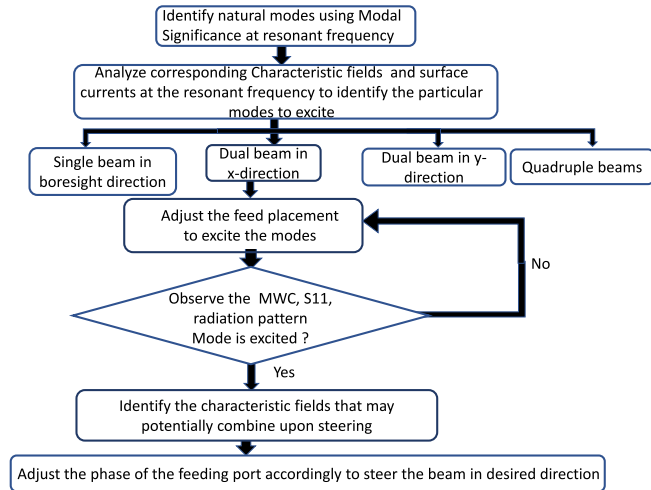 Identify natural modes using Modal
Significance at resonant frequency
Analyze corresponding Characteristic fields and surface
currents at the resonant frequency to identify the particular
modes to excite
Single beam in
boresight direction
Dual beam in
x-direction
Dual beam in y-
direction
Quadruple beams
Adjust the feed placement
to excite the modes
No
Observe the MWC, S11,
radiation pattern
Mode is excited ?
Yes
Identify the characteristic fields that may
potentially combine upon steering
Adjust the phase of the feeding port accordingly to steer the beam in desired direction